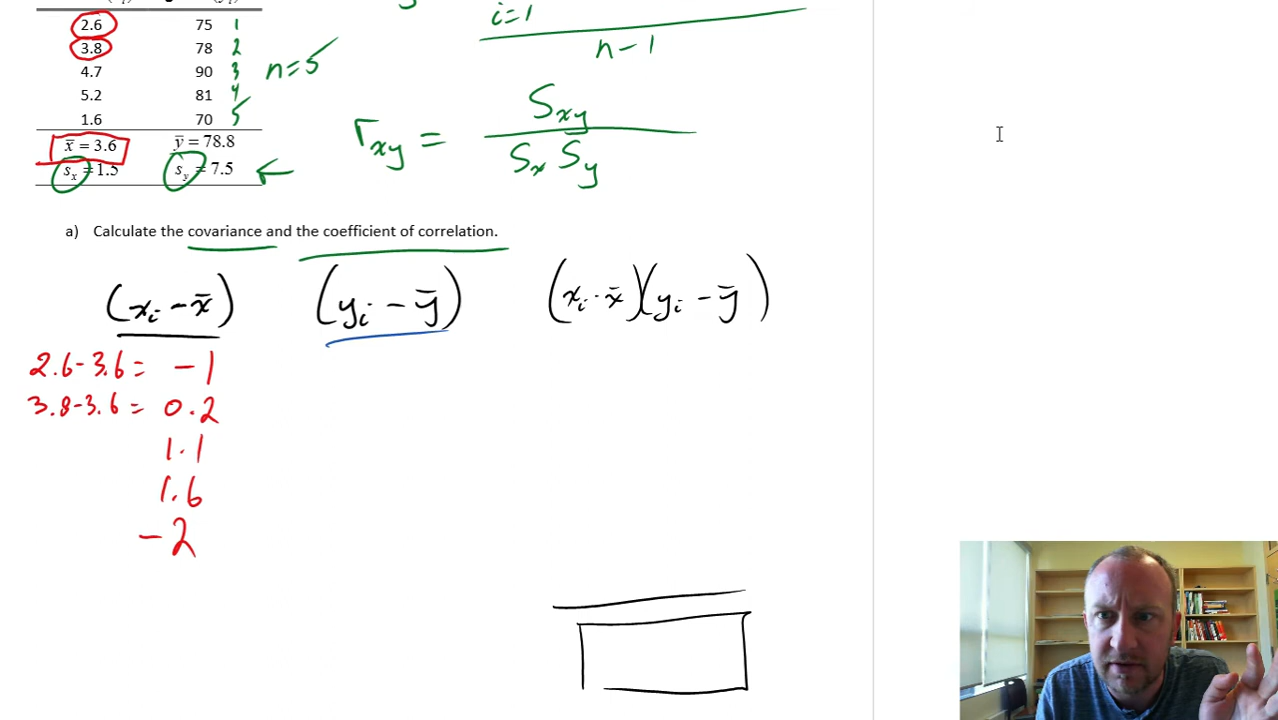 2.6 75 1
3.8 78 2
4.7 90 3
5.2 81 4
1.6 70 5
x̄ = 3.6 ȳ = 78.8
sx = 1.5 sy = 7.5 ←
n=5
i=1
n-1
rxy = Sxy / Sx Sy
a) Calculate the covariance and the coefficient of correlation.
(xi - x̄) (yi - ȳ) (xi - x̄)(yi - ȳ)
2.6-3.6 = -1
3.8-3.6 = 0.2
1.1
1.6
-2